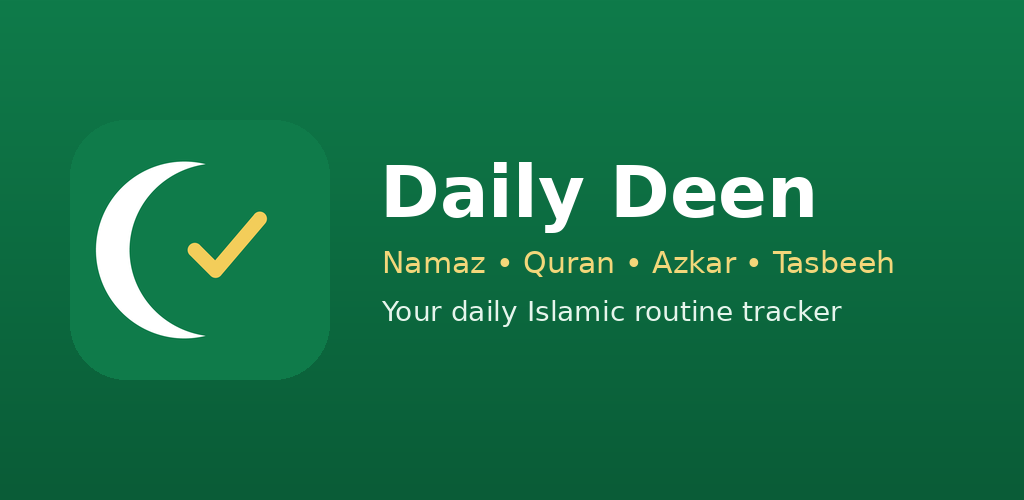 Daily Deen
Namaz • Quran • Azkar • Tasbeeh
Your daily Islamic routine tracker